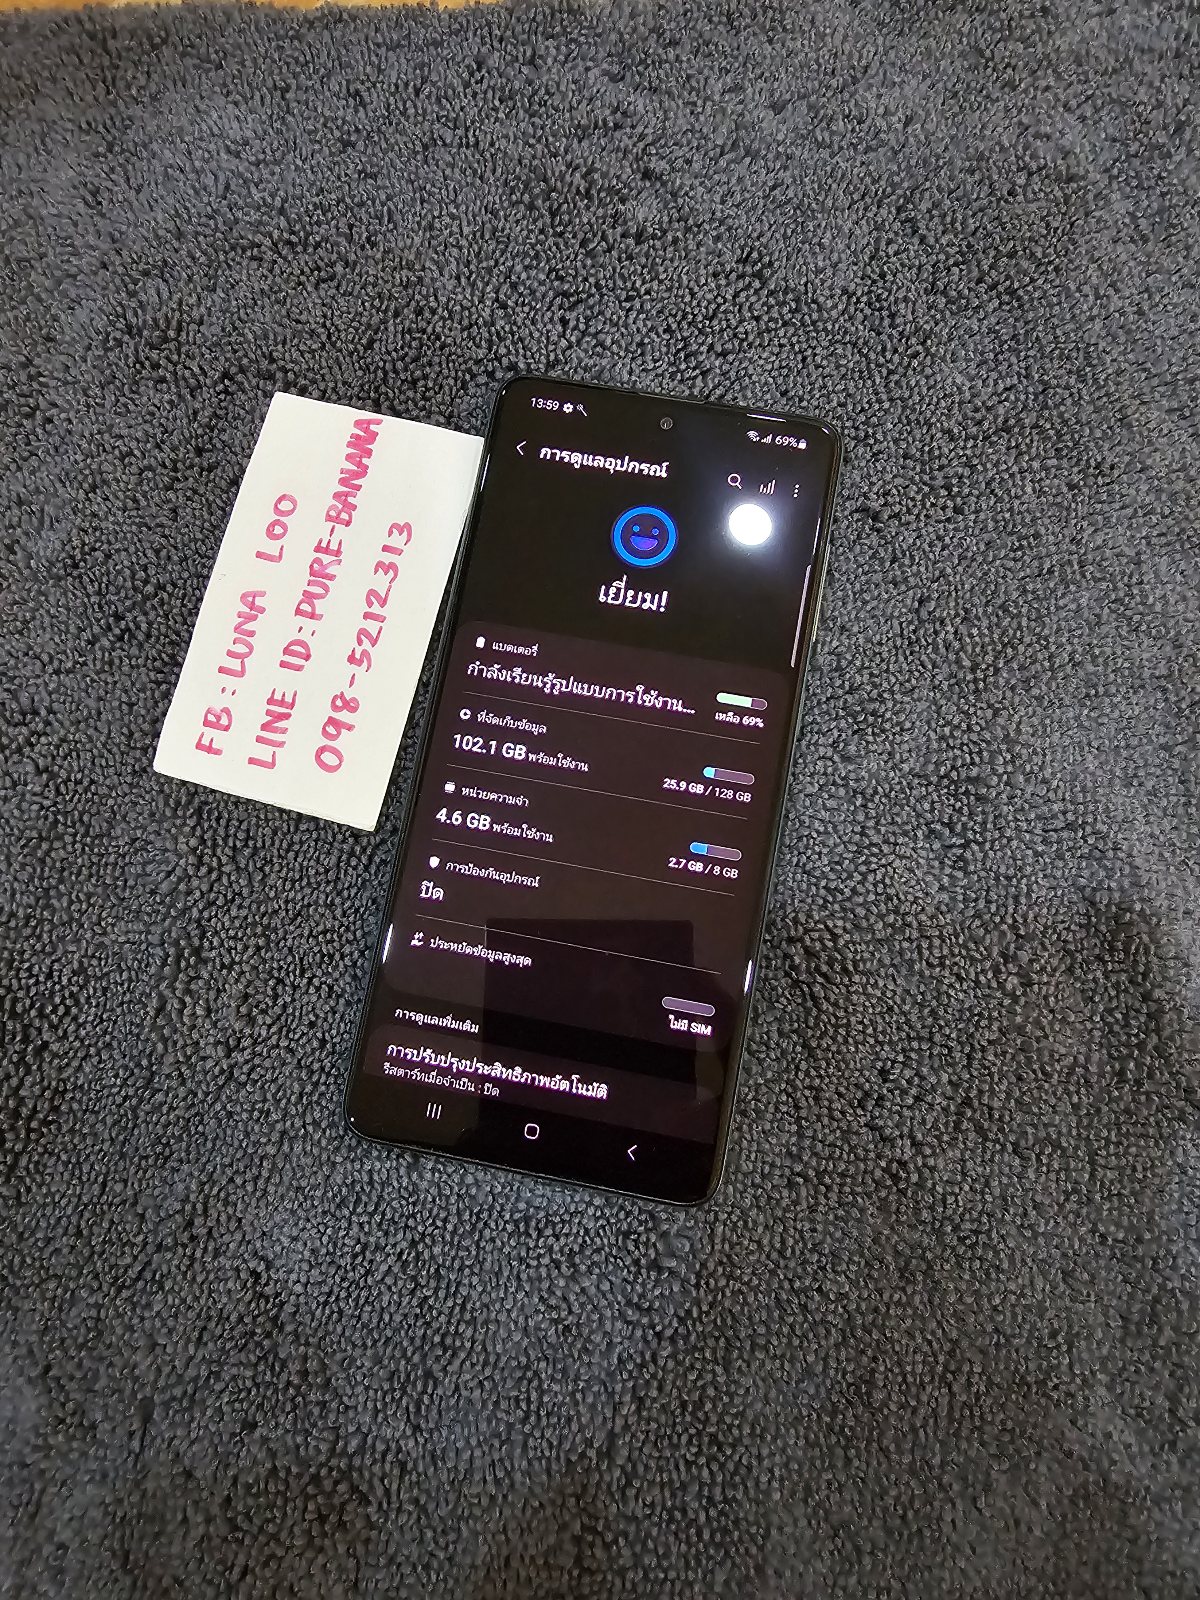 FB : LUNA LOO
LINE ID : PURE-BANANA
098-5212313
13:59
69%
การดูแลอุปกรณ์
เยี่ยม!
แบตเตอรี่
กำลังเรียนรู้รูปแบบการใช้งาน...
เหลือ 69%
ที่จัดเก็บข้อมูล
102.1 GB พร้อมใช้งาน
25.9 GB / 128 GB
หน่วยความจำ
4.6 GB พร้อมใช้งาน
2.7 GB / 8 GB
การป้องกันอุปกรณ์
ปิด
ประหยัดข้อมูลสูงสุด
ไม่มี SIM
การดูแลเพิ่มเติม
การปรับปรุงประสิทธิภาพอัตโนมัติ
รีสตาร์ทเมื่อจำเป็น : ปิด